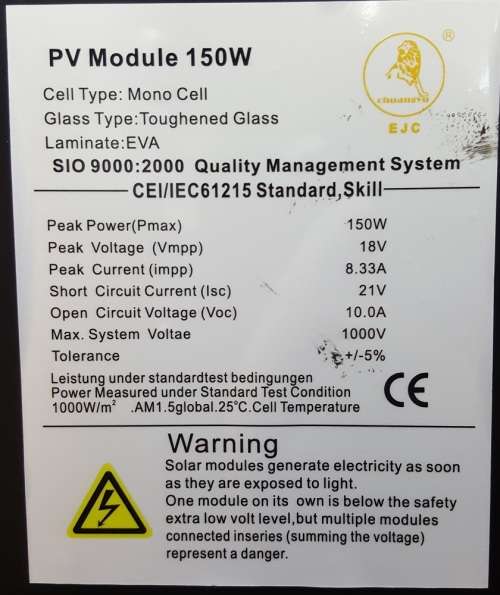 PV Module 150W
®
Cell Type: Mono Cell
chuangyu
Glass Type:Toughened Glass
EJC
Laminate:EVA
SIO 9000:2000 Quality Management System
CEI/IEC61215 Standard,Skill
Peak Power(Pmax) 150W
Peak Voltage (Vmpp) 18V
Peak Current (impp) 8.33A
Short Circuit Current (Isc) 21V
Open Circuit Voltage (Voc) 10.0A
Max. System Voltae 1000V
Tolerance +/-5%
Leistung under standardtest bedingungen
Power Measured under Standard Test Condition
1000W/m² .AM1.5global.25°C.Cell Temperature
CE
Warning
Solar modules generate electricity as soon
as they are exposed to light.
One module on its own is below the safety
extra low volt level,but multiple modules
connected inseries (summing the voltage)
represent a danger.